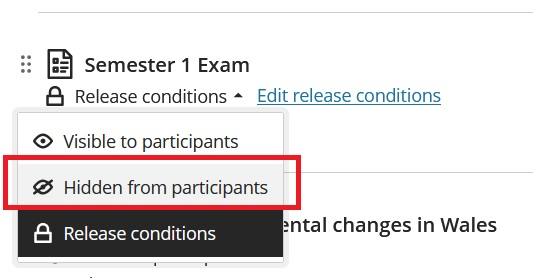 Semester 1 Exam
Release conditions Edit release conditions
Visible to participants
Hidden from participants
Release conditions
ental changes in Wales